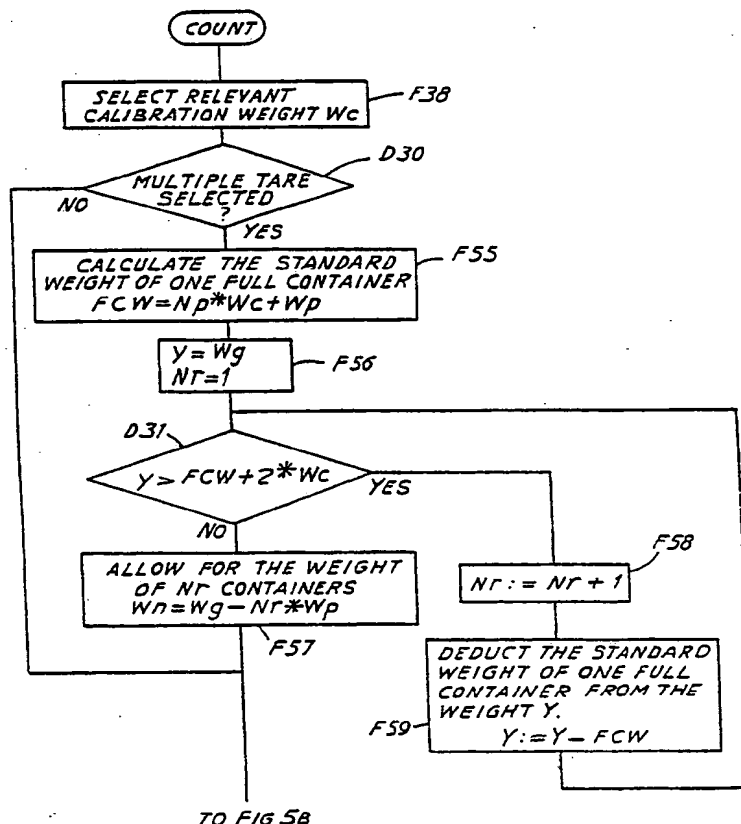 COUNT
SELECT RELEVANT
CALIBRATION WEIGHT Wc
F38
D30
MULTIPLE TARE
SELECTED
?
NO
YES
CALCULATE THE STANDARD
WEIGHT OF ONE FULL CONTAINER
FCW=Np*Wc+Wp
F55
Y=Wg
Nr=1
F56
D31
Y> FCW+2*Wc
YES
NO
ALLOW FOR THE WEIGHT
OF Nr CONTAINERS
Wn=Wg-Nr*Wp
F57
F58
Nr:=Nr+1
DEDUCT THE STANDARD
WEIGHT OF ONE FULL
CONTAINER FROM THE
WEIGHT Y.
Y:=Y-FCW
F59
TO FIG 5B